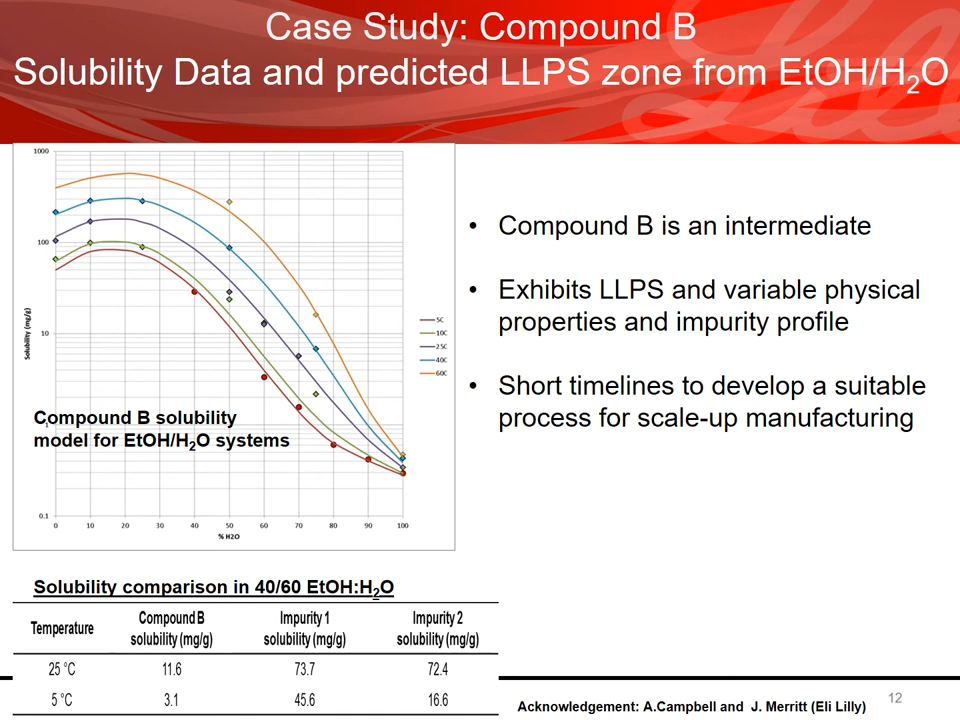 Case Study: Compound B
Solubility Data and predicted LLPS zone from EtOH/H2O
1000
100
10
1
0.1
Solubility (mg/g)
0 10 20 30 40 50 60 70 80 90 100
% H2O
5C
10C
25C
40C
60C
Compound B solubility
model for EtOH/H2O systems
• Compound B is an intermediate
• Exhibits LLPS and variable physical
properties and impurity profile
• Short timelines to develop a suitable
process for scale-up manufacturing
Solubility comparison in 40/60 EtOH:H2O
Temperature Compound B solubility (mg/g) Impurity 1 solubility (mg/g) Impurity 2 solubility (mg/g)
25 °C 11.6 73.7 72.4
5 °C 3.1 45.6 16.6
Acknowledgement: A.Campbell and J. Merritt (Eli Lilly)
12